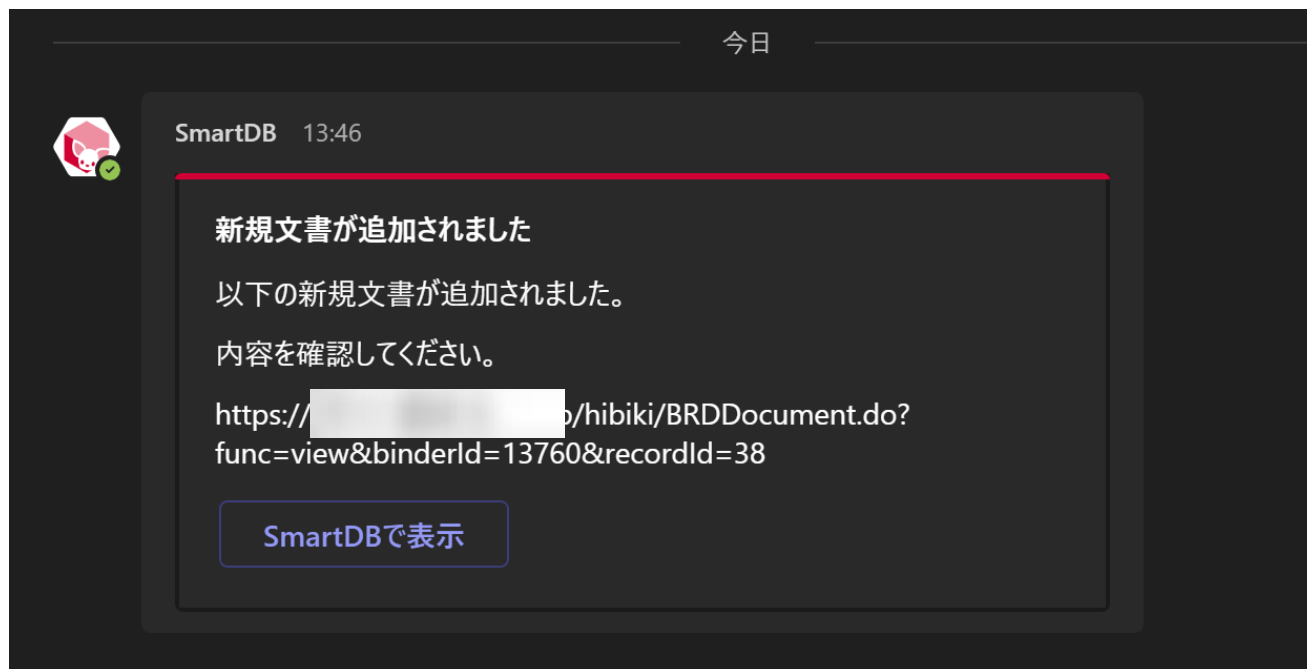 今日
SmartDB 13:46
新規文書が追加されました
以下の新規文書が追加されました。
内容を確認してください。
https:// /hibiki/BRDDocument.do?
func=view&binderId=13760&recordId=38
SmartDBで表示